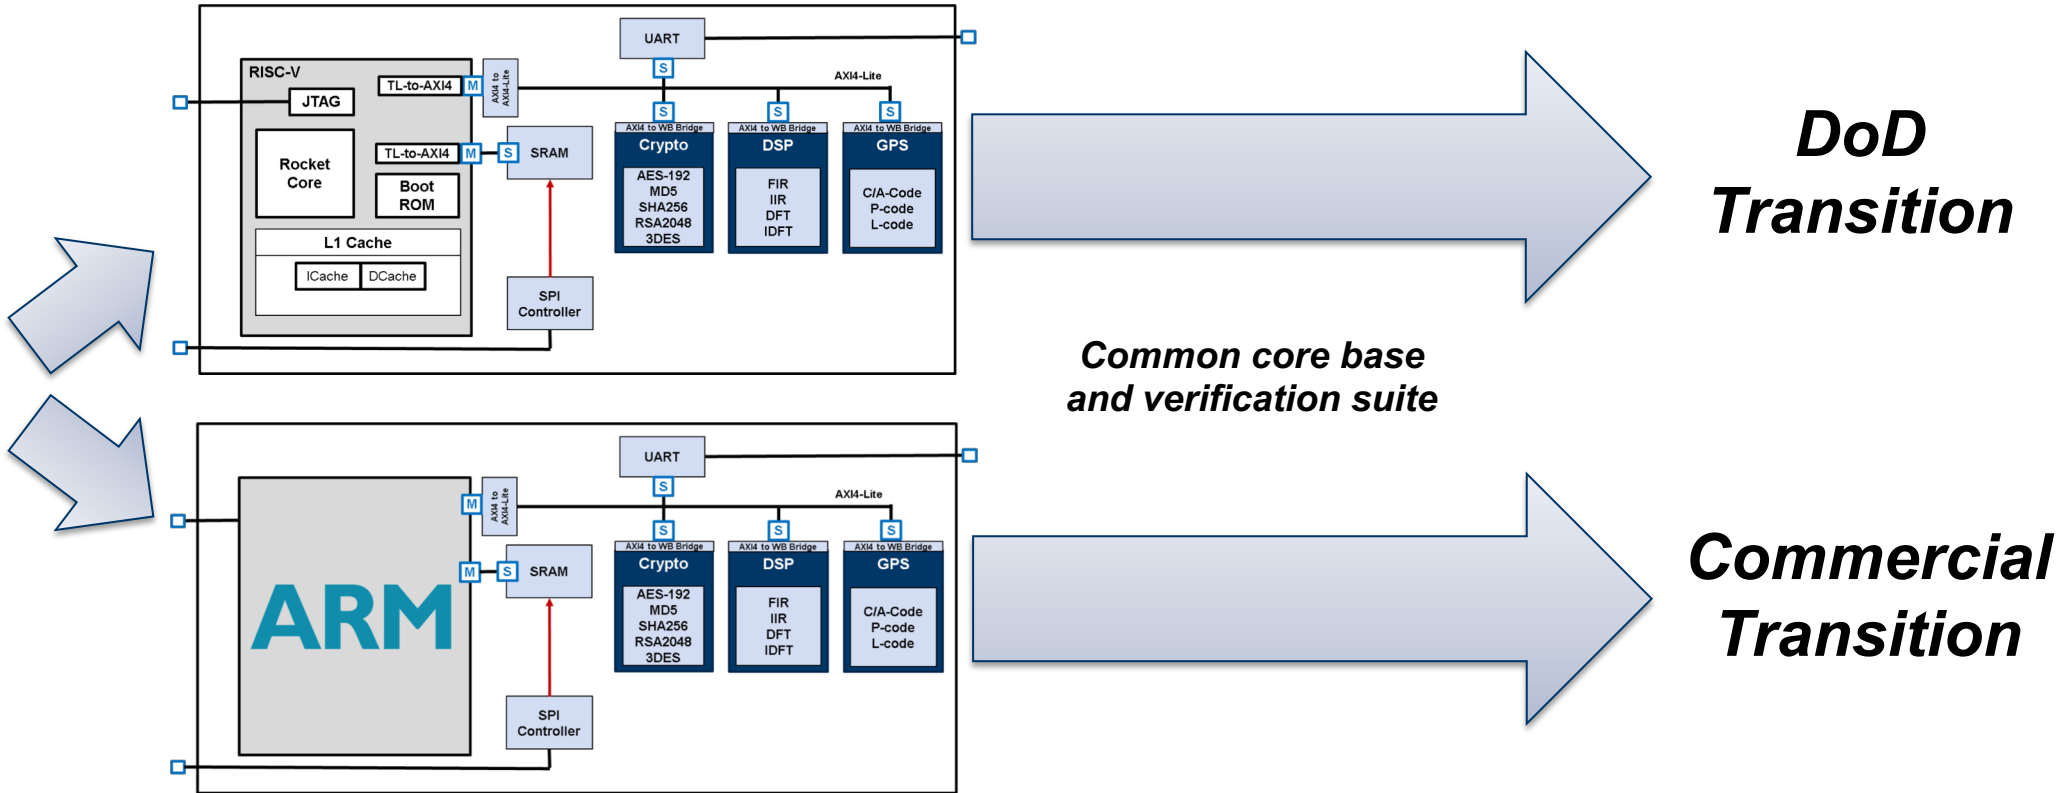 UART
S
AXI4-Lite
RISC-V
TL-to-AXI4
M
AXI4 to
AXI4-Lite
JTAG
S
S
S
AXI4 to WB Bridge
AXI4 to WB Bridge
AXI4 to WB Bridge
Crypto
AES-192
MD5
SHA256
RSA2048
3DES
DSP
FIR
IIR
DFT
IDFT
GPS
C/A-Code
P-code
L-code
Rocket
Core
TL-to-AXI4
M
S
SRAM
Boot
ROM
L1 Cache
ICache
DCache
SPI
Controller
DoD
Transition
Common core base
and verification suite
UART
S
AXI4-Lite
M
AXI4 to
AXI4-Lite
S
S
S
AXI4 to WB Bridge
AXI4 to WB Bridge
AXI4 to WB Bridge
Crypto
AES-192
MD5
SHA256
RSA2048
3DES
DSP
FIR
IIR
DFT
IDFT
GPS
C/A-Code
P-code
L-code
M
S
SRAM
ARM
SPI
Controller
Commercial
Transition